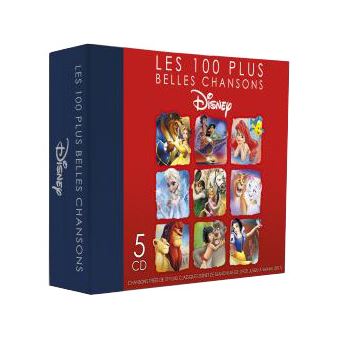 LES 100 PLUS
BELLES CHANSONS
Disney
5
CD
LES 100 PLUS BELLES CHANSONS
Disney